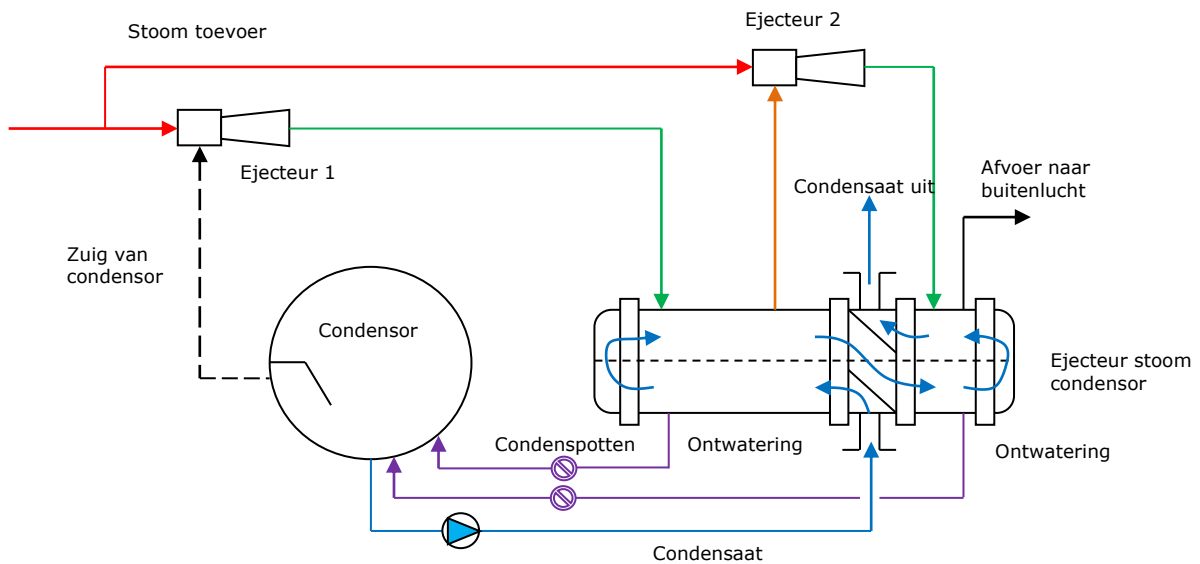 Ejecteur 2
Stoom toevoer
Ejecteur 1
Condensaat uit
Afvoer naar
buitenlucht
Zuig van
condensor
Condensor
Ejecteur stoom
condensor
Condenspotten
Ontwatering
Ontwatering
Condensaat